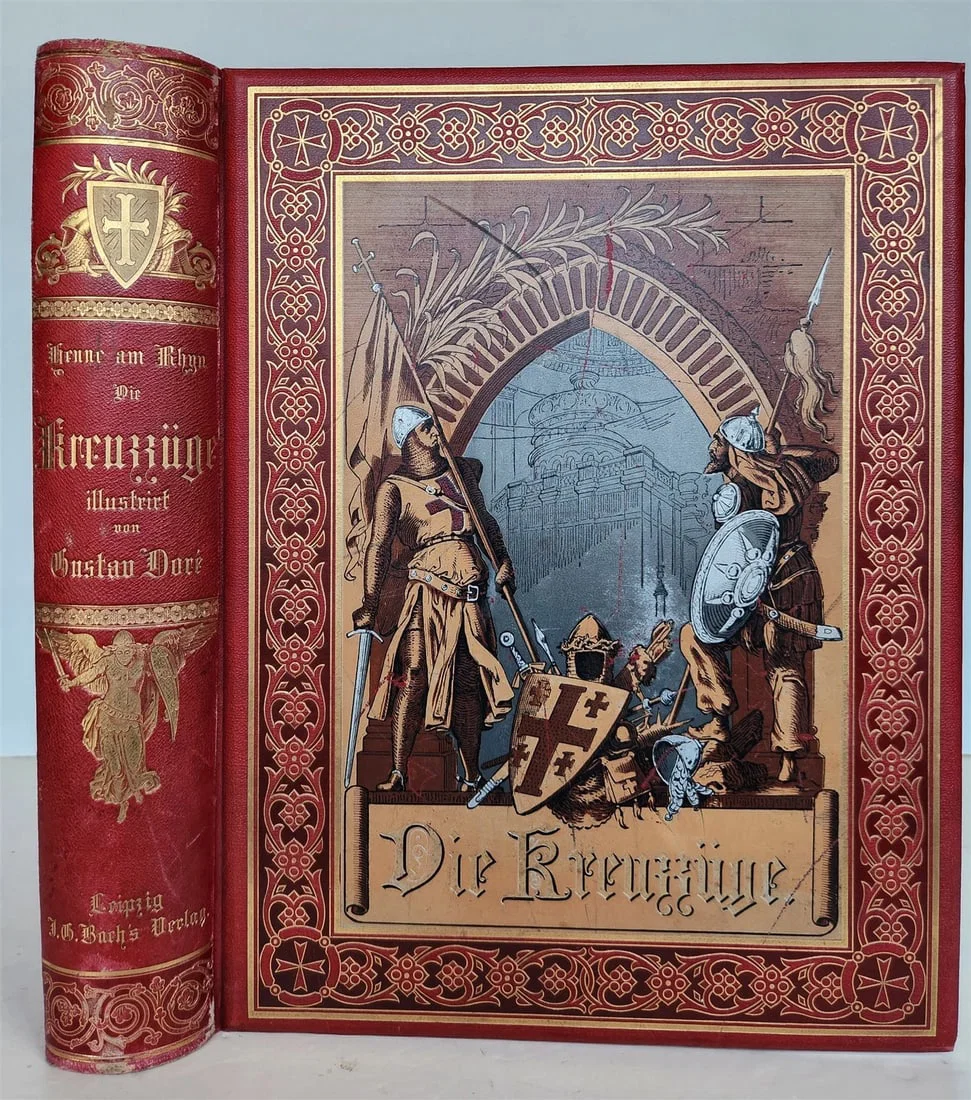 Henne am Rhyn
Die
Kreuzzüge
illustrirt
von
Gustav Doré
Leipzig
J.G. Bach's Verlag.
Die Kreuzzüge.